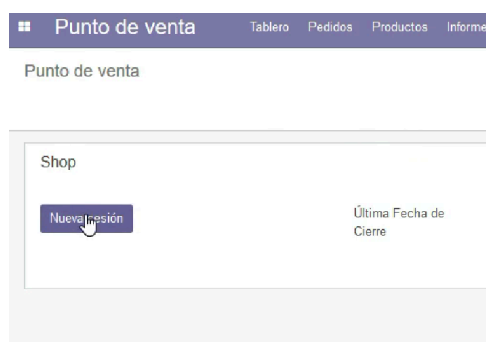 Punto de venta Tablero Pedidos Productos Informe
Punto de venta
Shop
Nueva sesión
Última Fecha de
Cierre